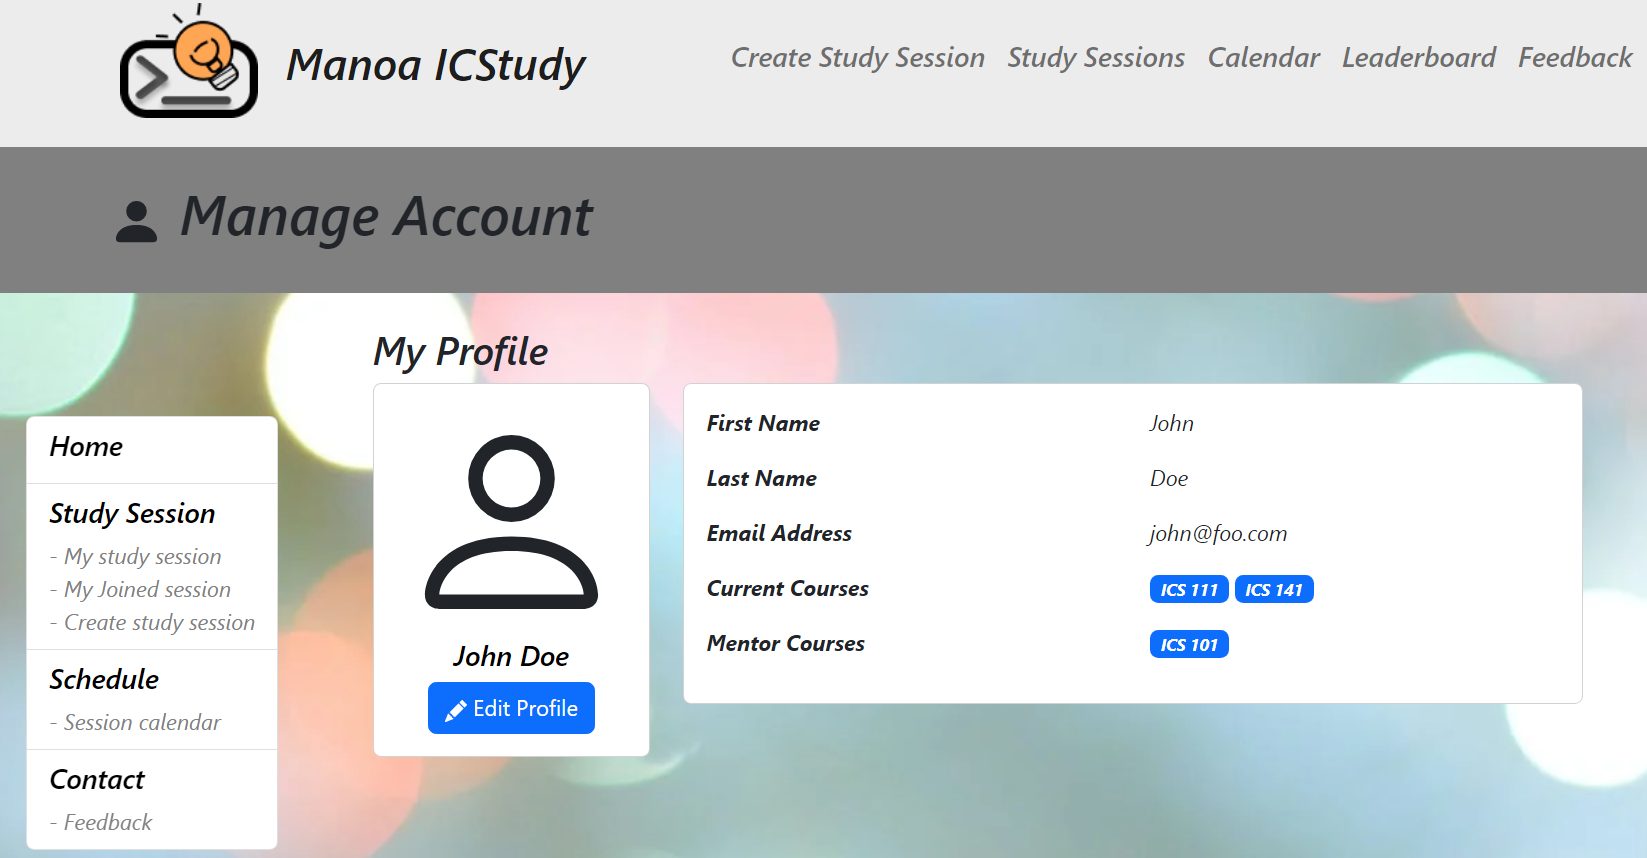 Manoa ICStudy
Create Study Session Study Sessions Calendar Leaderboard Feedback
Manage Account
My Profile
Home
Study Session
- My study session
- My Joined session
- Create study session
Schedule
- Session calendar
Contact
- Feedback
John Doe
Edit Profile
First Name John
Last Name Doe
Email Address john@foo.com
Current Courses ICS 111 ICS 141
Mentor Courses ICS 101